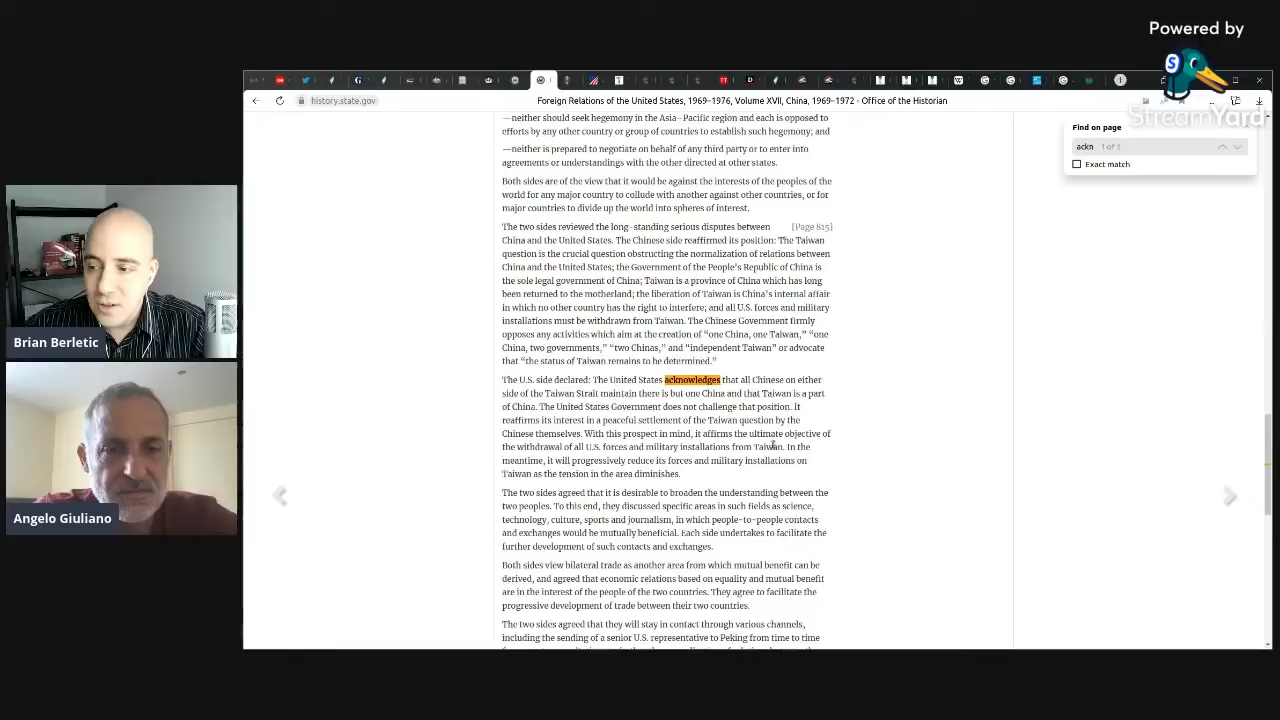 Powered by
StreamYard
history.state.gov
Foreign Relations of the United States, 1969–1976, Volume XVII, China, 1969–1972 - Office of the Historian
Find on page
ackn 1 of 1
Exact match
—neither should seek hegemony in the Asia–Pacific region and each is opposed to
efforts by any other country or group of countries to establish such hegemony; and
—neither is prepared to negotiate on behalf of any third party or to enter into
agreements or understandings with the other directed at other states.
Both sides are of the view that it would be against the interests of the peoples of the
world for any major country to collude with another against other countries, or for
major countries to divide up the world into spheres of interest.
The two sides reviewed the long-standing serious disputes between [Page 815]
China and the United States. The Chinese side reaffirmed its position: The Taiwan
question is the crucial question obstructing the normalization of relations between
China and the United States; the Government of the People's Republic of China is
the sole legal government of China; Taiwan is a province of China which has long
been returned to the motherland; the liberation of Taiwan is China's internal affair
in which no other country has the right to interfere; and all U.S. forces and military
installations must be withdrawn from Taiwan. The Chinese Government firmly
opposes any activities which aim at the creation of “one China, one Taiwan,” “one
China, two governments,” “two Chinas,” and “independent Taiwan” or advocate
that “the status of Taiwan remains to be determined.”
The U.S. side declared: The United States acknowledges that all Chinese on either
side of the Taiwan Strait maintain there is but one China and that Taiwan is a part
of China. The United States Government does not challenge that position. It
reaffirms its interest in a peaceful settlement of the Taiwan question by the
Chinese themselves. With this prospect in mind, it affirms the ultimate objective of
the withdrawal of all U.S. forces and military installations from Taiwan. In the
meantime, it will progressively reduce its forces and military installations on
Taiwan as the tension in the area diminishes.
The two sides agreed that it is desirable to broaden the understanding between the
two peoples. To this end, they discussed specific areas in such fields as science,
technology, culture, sports and journalism, in which people-to-people contacts
and exchanges would be mutually beneficial. Each side undertakes to facilitate the
further development of such contacts and exchanges.
Both sides view bilateral trade as another area from which mutual benefit can be
derived, and agreed that economic relations based on equality and mutual benefit
are in the interest of the people of the two countries. They agree to facilitate the
progressive development of trade between their two countries.
The two sides agreed that they will stay in contact through various channels,
including the sending of a senior U.S. representative to Peking from time to time
Brian Berletic
Angelo Giuliano